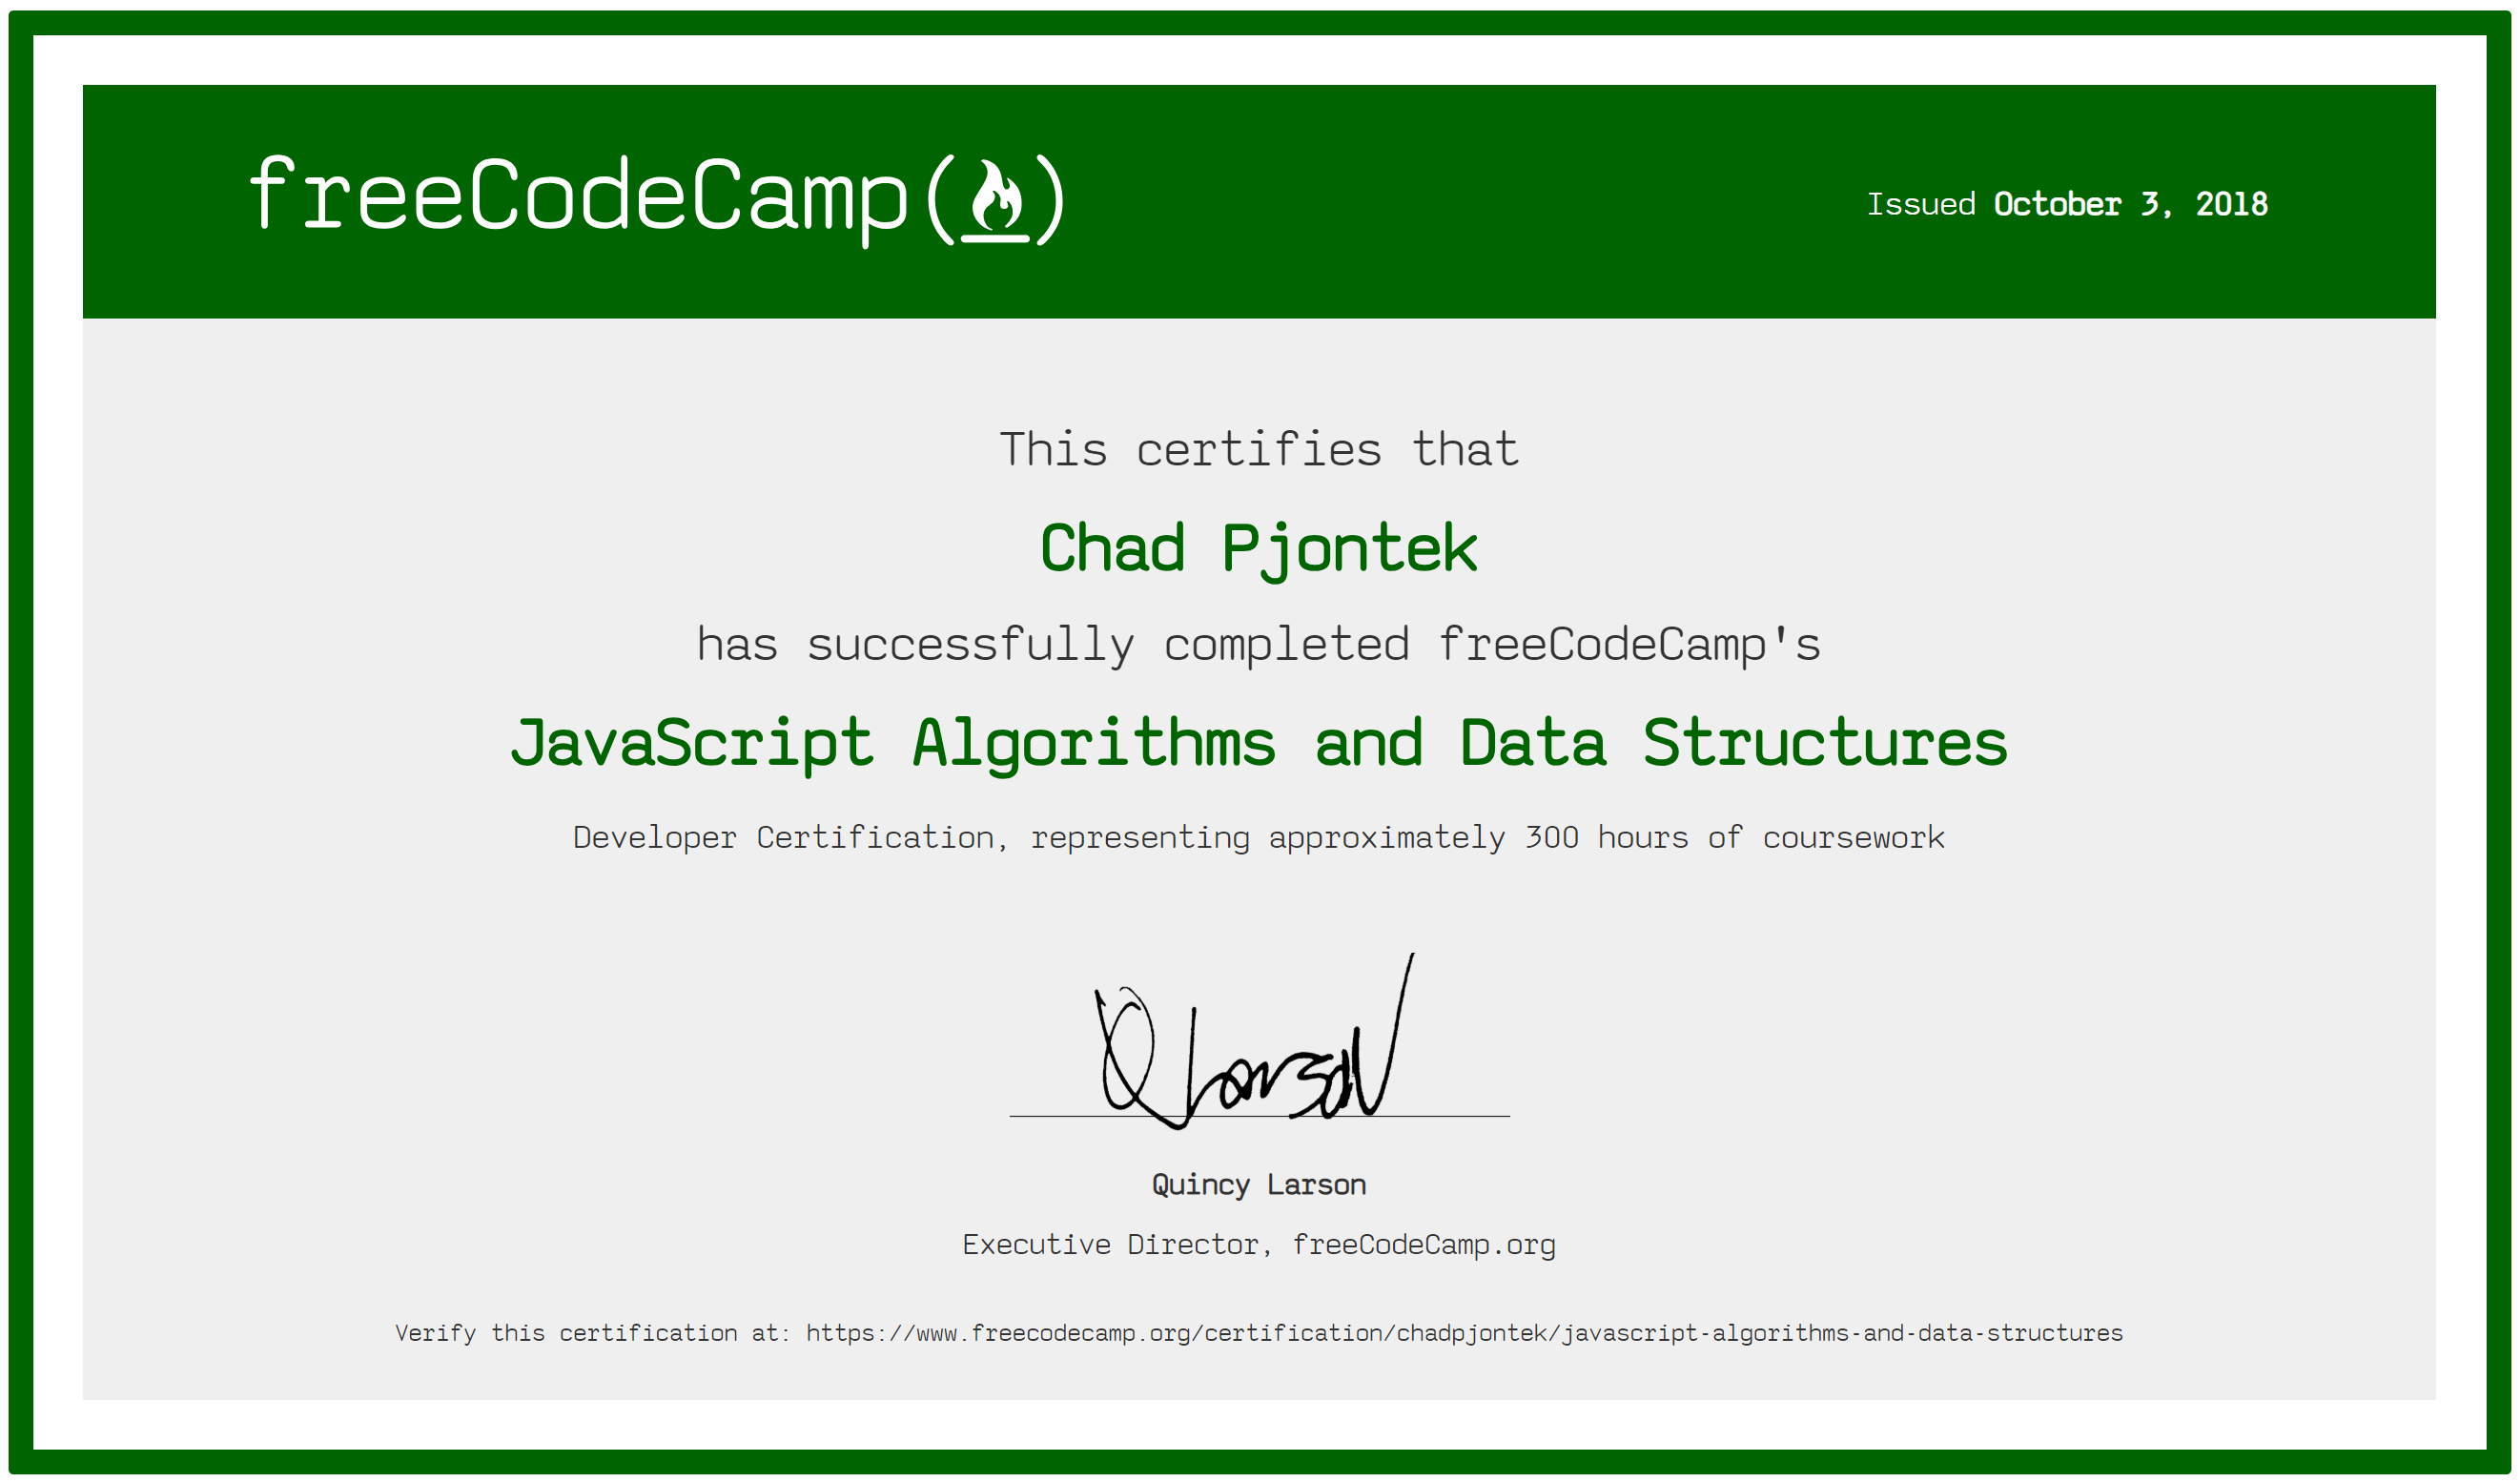 freeCodeCamp(🔥)
Issued October 3, 2018
This certifies that
Chad Pjontek
has successfully completed freeCodeCamp's
JavaScript Algorithms and Data Structures
Developer Certification, representing approximately 300 hours of coursework
Q Larson
Quincy Larson
Executive Director, freeCodeCamp.org
Verify this certification at: https://www.freecodecamp.org/certification/chadpjontek/javascript-algorithms-and-data-structures